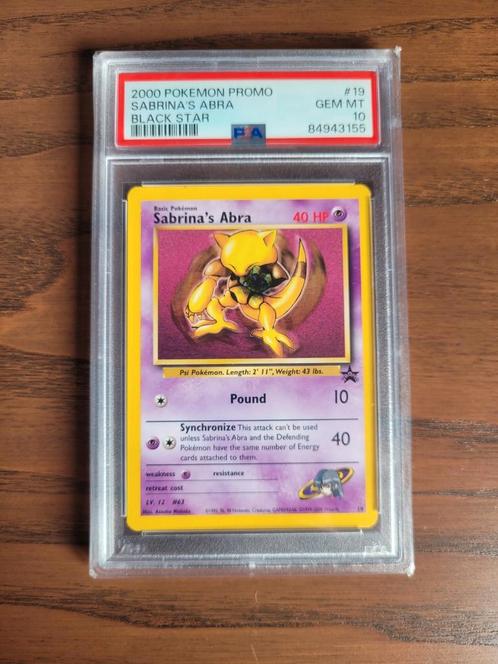 2000 POKEMON PROMO #19
SABRINA'S ABRA GEM MT
BLACK STAR 10
PSA 84943155
Basic Pokémon
Sabrina's Abra 40 HP
Psi Pokémon. Length: 2' 11", Weight: 43 lbs.
Pound 10
Synchronize This attack can't be used
unless Sabrina's Abra and the Defending
Pokémon have the same number of Energy
cards attached to them.
40
weakness resistance
retreat cost
LV. 12 #63
Illus.
19